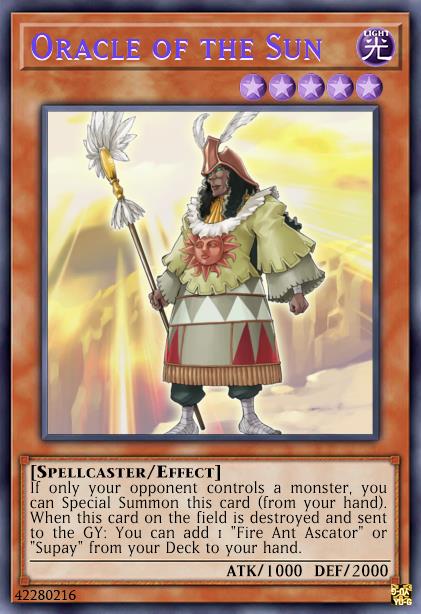 Oracle of the Sun
LIGHT
光
[Spellcaster/Effect]
If only your opponent controls a monster, you
can Special Summon this card (from your hand).
When this card on the field is destroyed and sent
to the GY: You can add 1 "Fire Ant Ascator" or
"Supay" from your Deck to your hand.
ATK/1000 DEF/2000
42280216